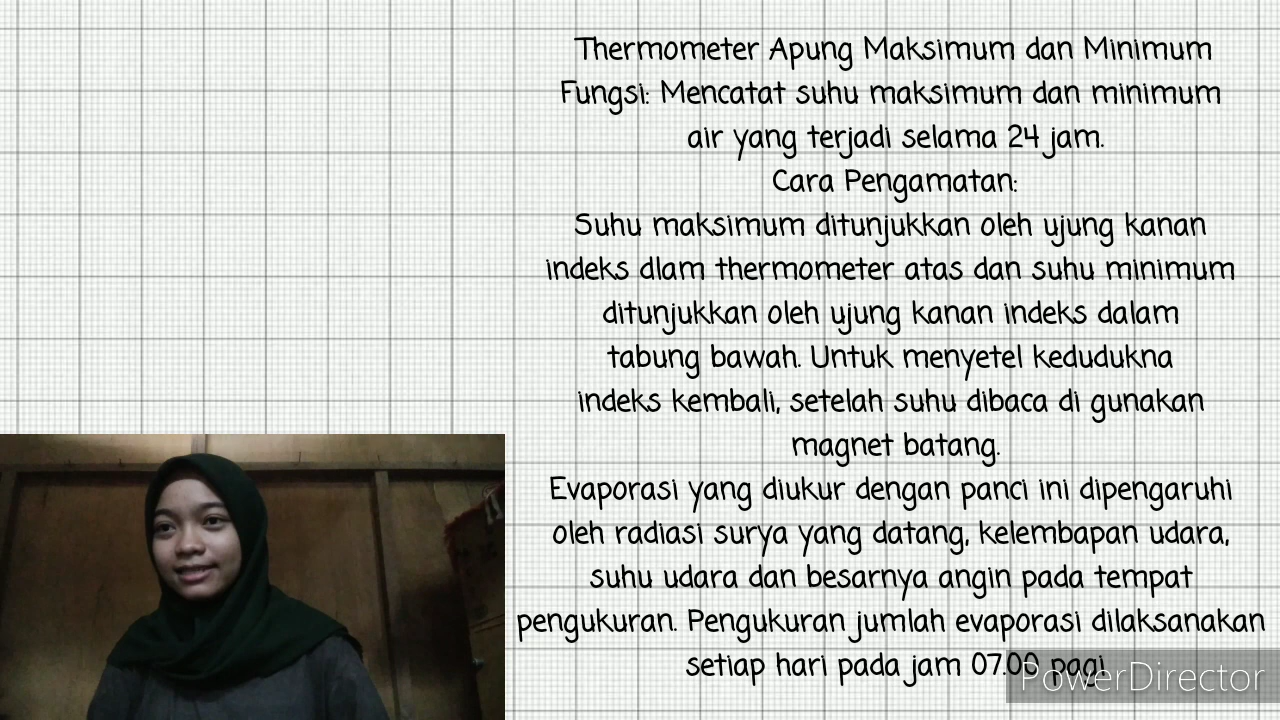 Thermometer Apung Maksimum dan Minimum
Fungsi: Mencatat suhu maksimum dan minimum
air yang terjadi selama 24 jam.
Cara Pengamatan:
Suhu maksimum ditunjukkan oleh ujung kanan
indeks dlam thermometer atas dan suhu minimum
ditunjukkan oleh ujung kanan indeks dalam
tabung bawah. Untuk menyetel kedudukna
indeks kembali, setelah suhu dibaca di gunakan
magnet batang.
Evaporasi yang diukur dengan panci ini dipengaruhi
oleh radiasi surya yang datang, kelembapan udara,
suhu udara dan besarnya angin pada tempat
pengukuran. Pengukuran jumlah evaporasi dilaksanakan
setiap hari pada jam 07.00 pagi
PowerDirector